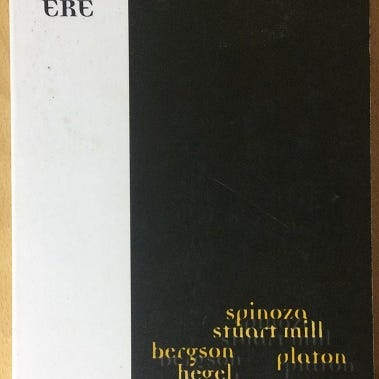 ERE
spinoza
stuart mill
bergson platon
hegel